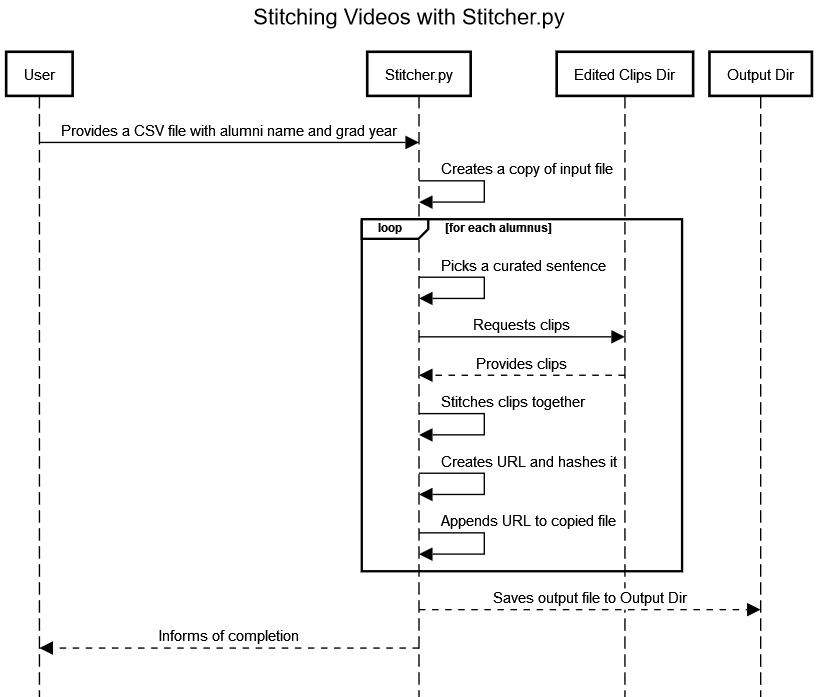 Stitching Videos with Stitcher.py
User
Stitcher.py
Edited Clips Dir
Output Dir
Provides a CSV file with alumni name and grad year
Creates a copy of input file
loop
[for each alumnus]
Picks a curated sentence
Requests clips
Provides clips
Stitches clips together
Creates URL and hashes it
Appends URL to copied file
Saves output file to Output Dir
Informs of completion